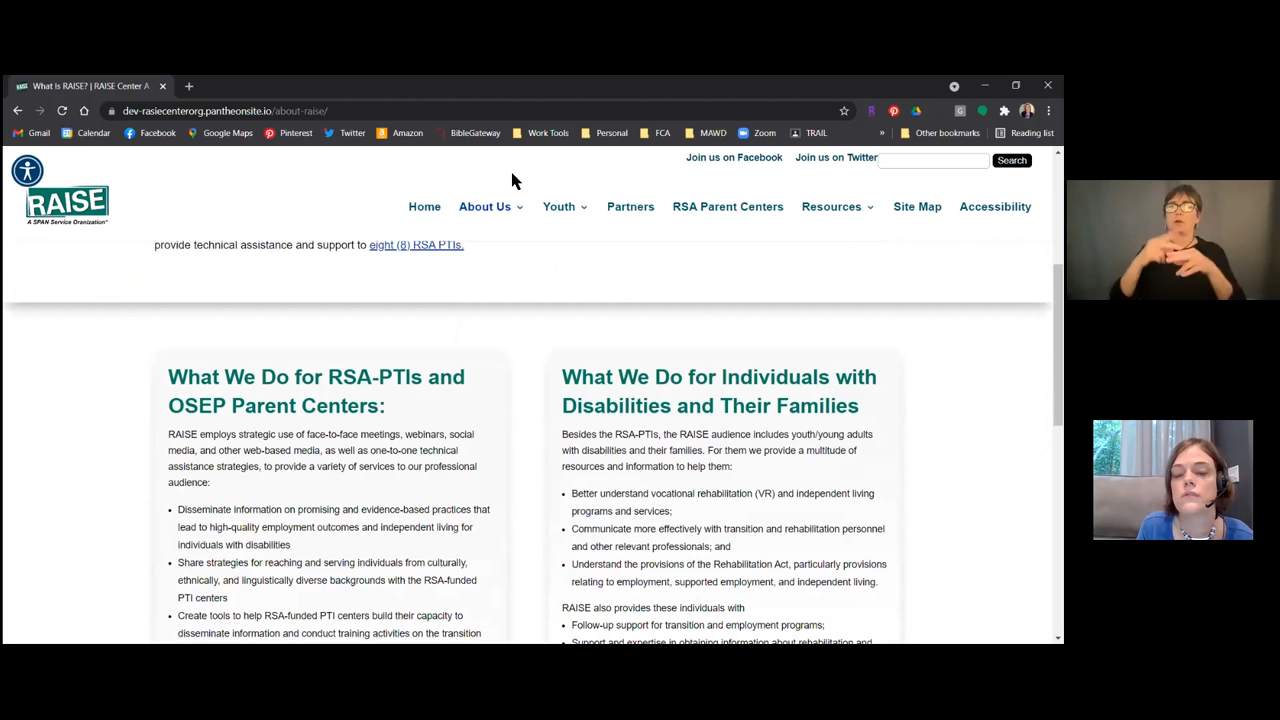 What Is RAISE? | RAISE Center A
dev-rasiecenterorg.pantheonsite.io/about-raise/
Gmail Calendar Facebook Google Maps Pinterest Twitter Amazon BibleGateway Work Tools Personal FCA MAWD Zoom TRAIL » Other bookmarks Reading list
Join us on Facebook Join us on Twitter Search
RAISE
A SPAN Service Oranization*
Home About Us Youth Partners RSA Parent Centers Resources Site Map Accessibility
provide technical assistance and support to eight (8) RSA PTIs.
What We Do for RSA-PTIs and
OSEP Parent Centers:
RAISE employs strategic use of face-to-face meetings, webinars, social
media, and other web-based media, as well as one-to-one technical
assistance strategies, to provide a variety of services to our professional
audience:
• Disseminate information on promising and evidence-based practices that
lead to high-quality employment outcomes and independent living for
individuals with disabilities
• Share strategies for reaching and serving individuals from culturally,
ethnically, and linguistically diverse backgrounds with the RSA-funded
PTI centers
• Create tools to help RSA-funded PTI centers build their capacity to
disseminate information and conduct training activities on the transition
What We Do for Individuals with
Disabilities and Their Families
Besides the RSA-PTIs, the RAISE audience includes youth/young adults
with disabilities and their families. For them we provide a multitude of
resources and information to help them:
• Better understand vocational rehabilitation (VR) and independent living
programs and services;
• Communicate more effectively with transition and rehabilitation personnel
and other relevant professionals; and
• Understand the provisions of the Rehabilitation Act, particularly provisions
relating to employment, supported employment, and independent living.
RAISE also provides these individuals with
• Follow-up support for transition and employment programs;
• Support and expertise in obtaining information about rehabilitation and